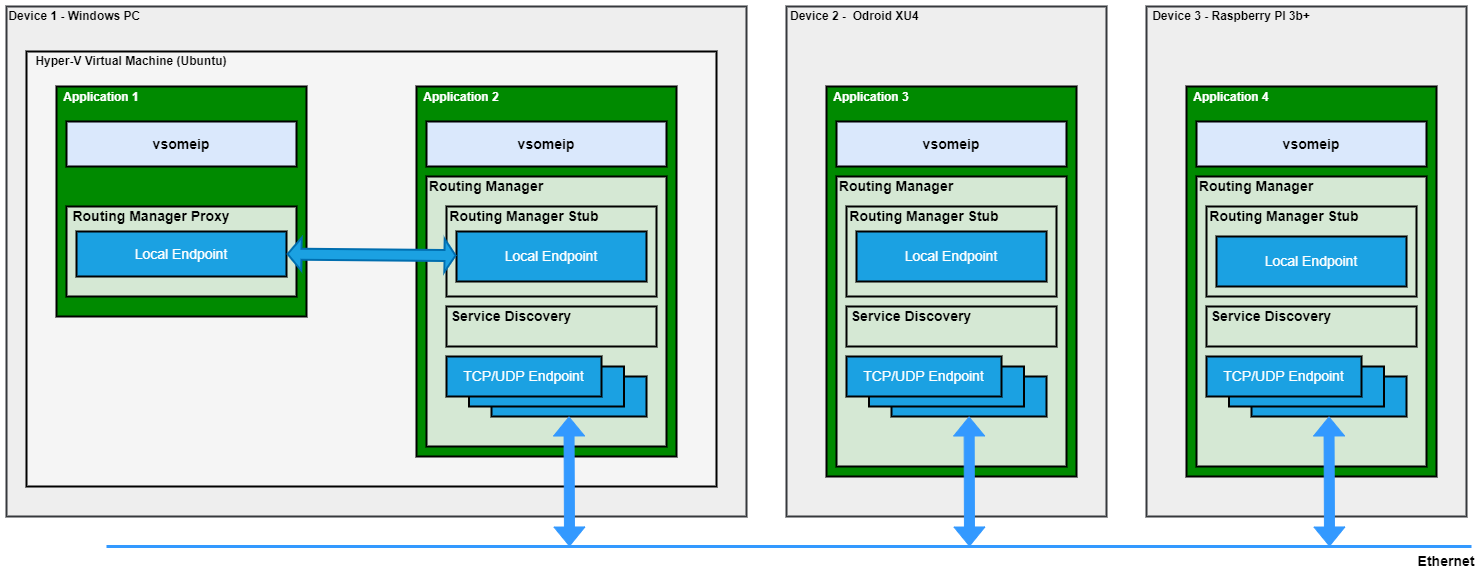 Device 1 - Windows PC
Hyper-V Virtual Machine (Ubuntu)
Application 1
vsomeip
Routing Manager Proxy
Local Endpoint
Application 2
vsomeip
Routing Manager
Routing Manager Stub
Local Endpoint
Service Discovery
TCP/UDP Endpoint
Device 2 - Odroid XU4
Application 3
vsomeip
Routing Manager
Routing Manager Stub
Local Endpoint
Service Discovery
TCP/UDP Endpoint
Device 3 - Raspberry PI 3b+
Application 4
vsomeip
Routing Manager
Routing Manager Stub
Local Endpoint
Service Discovery
TCP/UDP Endpoint
Ethernet